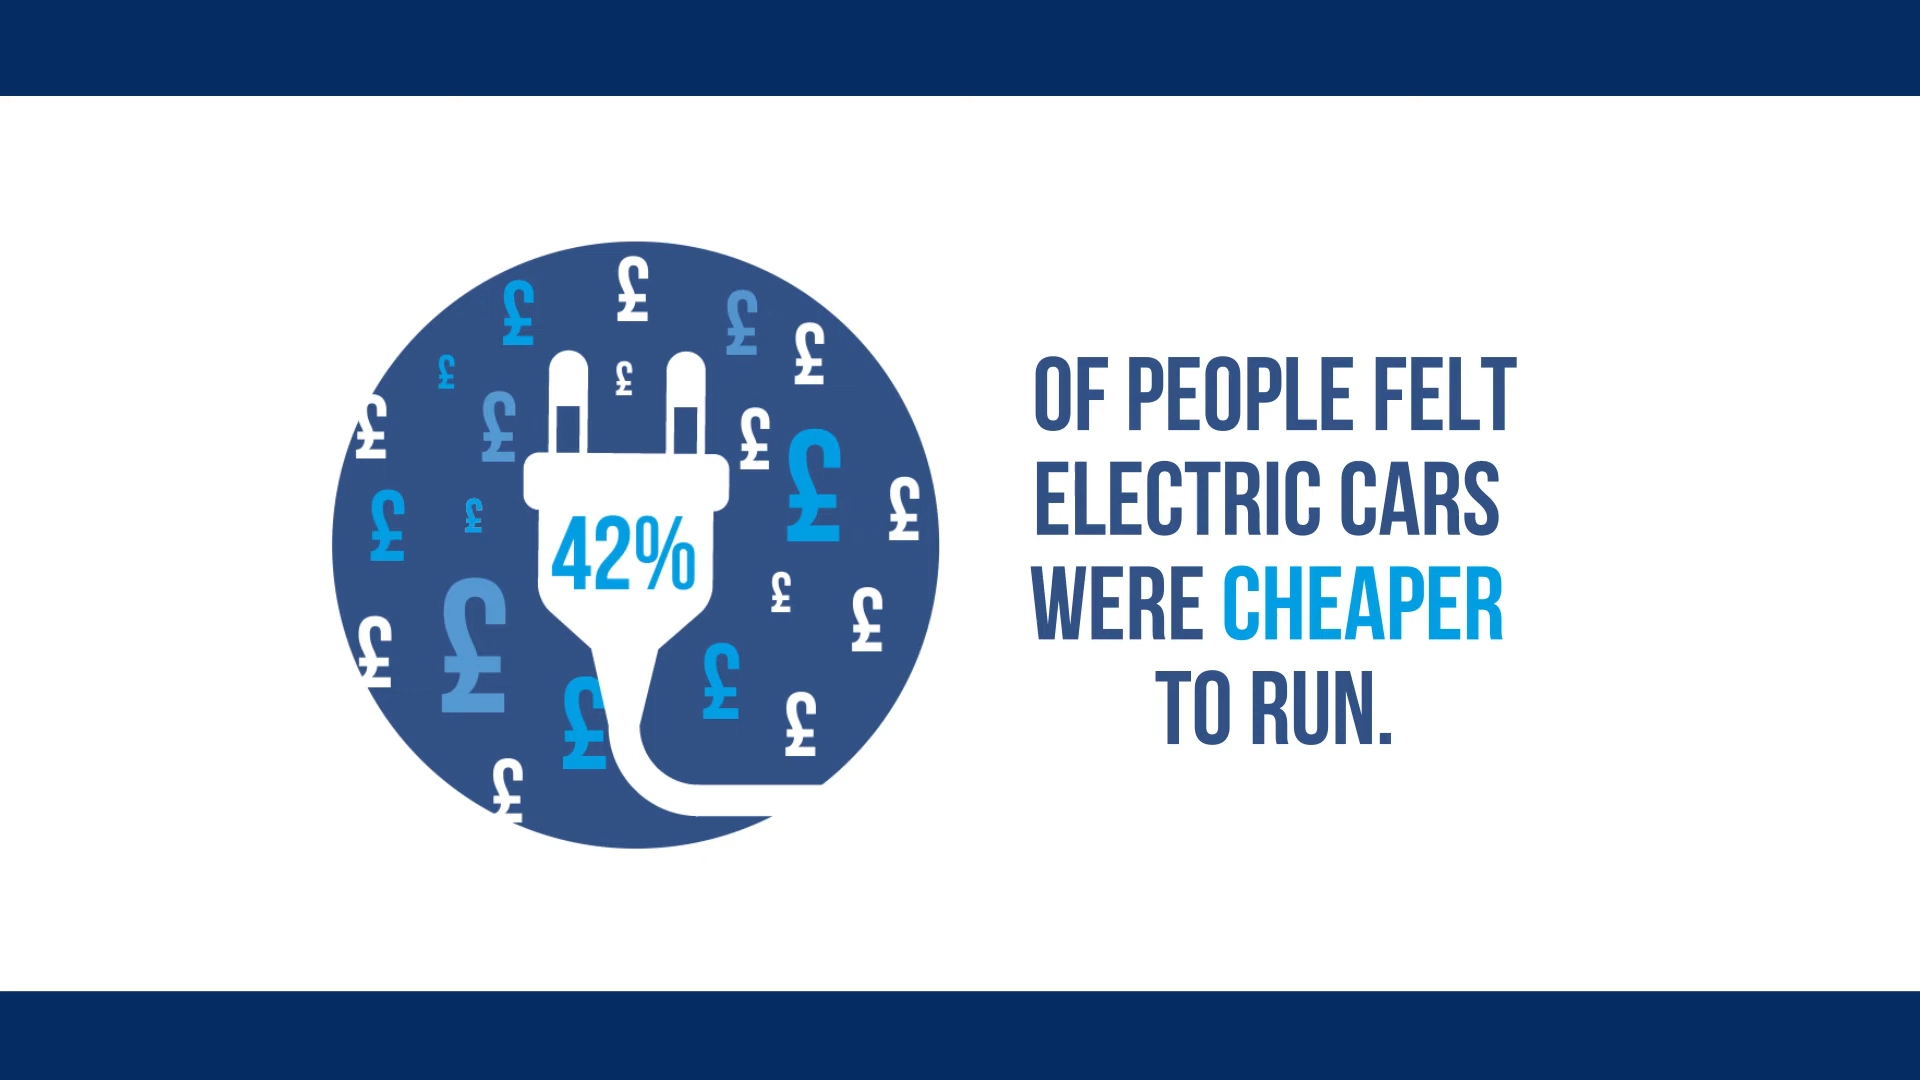 42%
OF PEOPLE FELT
ELECTRIC CARS
WERE CHEAPER
TO RUN.